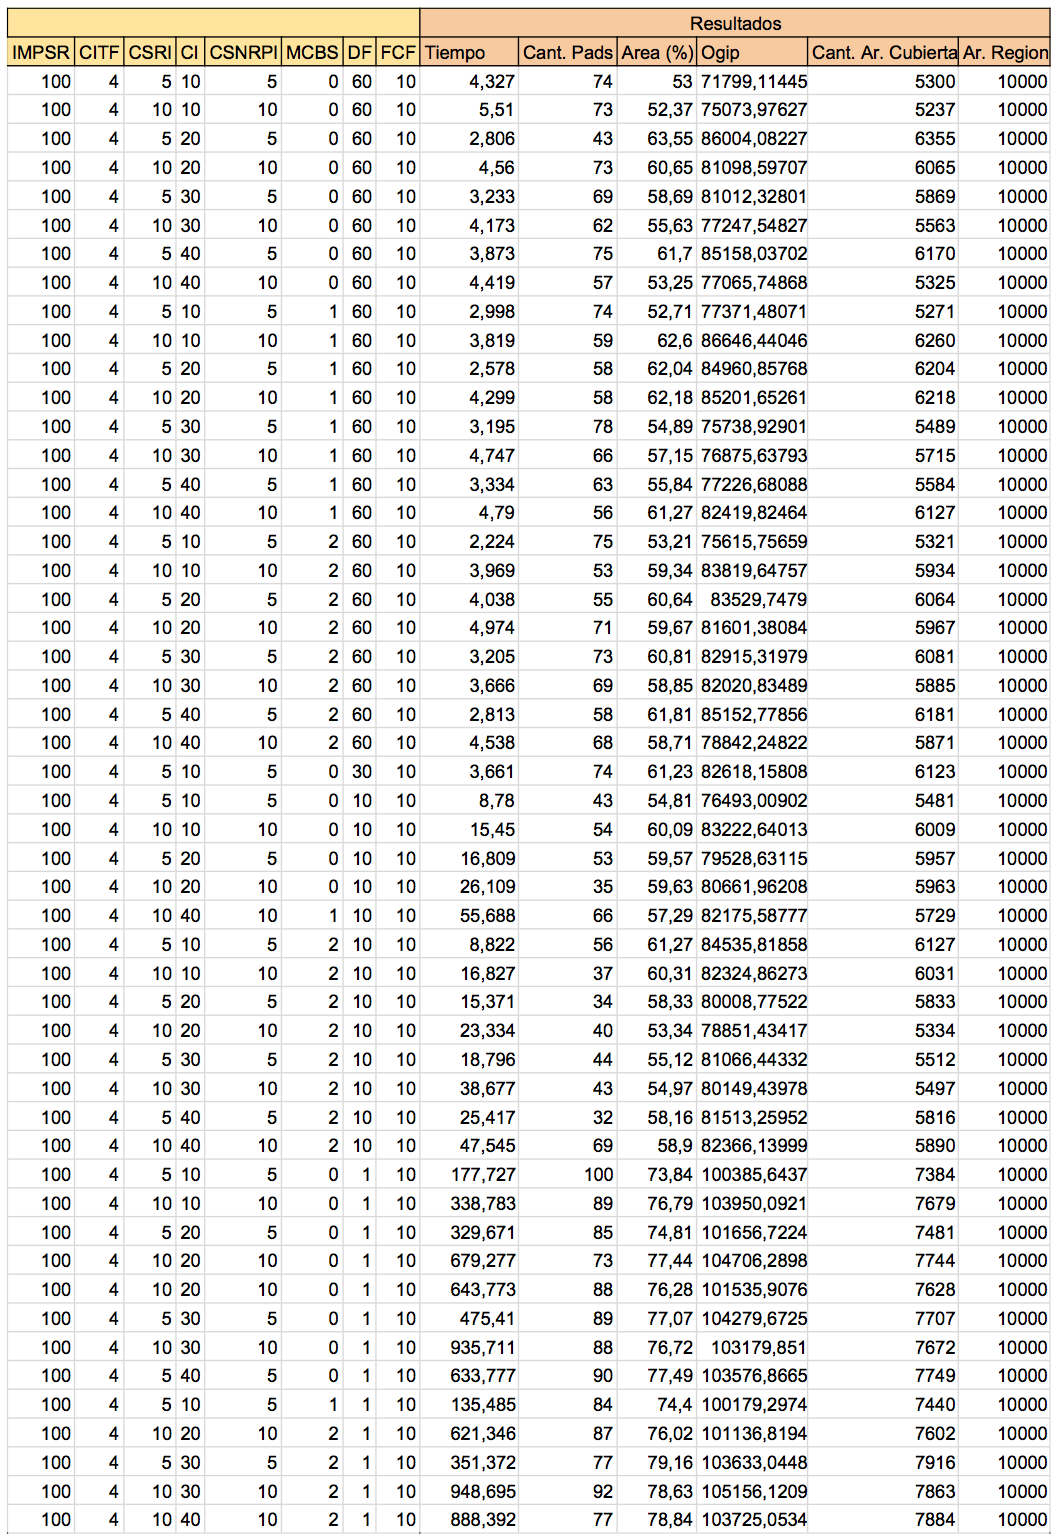 Resultados
IMPSR CITF CSRI CI CSNRPI MCBS DF FCF Tiempo Cant. Pads Area (%) Ogip Cant. Ar. Cubierta Ar. Region
100 4 5 10 5 0 60 10 4,327 74 53 71799,11445 5300 10000
100 4 10 10 10 0 60 10 5,51 73 52,37 75073,97627 5237 10000
100 4 5 20 5 0 60 10 2,806 43 63,55 86004,08227 6355 10000
100 4 10 20 10 0 60 10 4,56 73 60,65 81098,59707 6065 10000
100 4 5 30 5 0 60 10 3,233 69 58,69 81012,32801 5869 10000
100 4 10 30 10 0 60 10 4,173 62 55,63 77247,54827 5563 10000
100 4 5 40 5 0 60 10 3,873 75 61,7 85158,03702 6170 10000
100 4 10 40 10 0 60 10 4,419 57 53,25 77065,74868 5325 10000
100 4 5 10 5 1 60 10 2,998 74 52,71 77371,48071 5271 10000
100 4 10 10 10 1 60 10 3,819 59 62,6 86646,44046 6260 10000
100 4 5 20 5 1 60 10 2,578 58 62,04 84960,85768 6204 10000
100 4 10 20 10 1 60 10 4,299 58 62,18 85201,65261 6218 10000
100 4 5 30 5 1 60 10 3,195 78 54,89 75738,92901 5489 10000
100 4 10 30 10 1 60 10 4,747 66 57,15 76875,63793 5715 10000
100 4 5 40 5 1 60 10 3,334 63 55,84 77226,68088 5584 10000
100 4 10 40 10 1 60 10 4,79 56 61,27 82419,82464 6127 10000
100 4 5 10 5 2 60 10 2,224 75 53,21 75615,75659 5321 10000
100 4 10 10 10 2 60 10 3,969 53 59,34 83819,64757 5934 10000
100 4 5 20 5 2 60 10 4,038 55 60,64 83529,7479 6064 10000
100 4 10 20 10 2 60 10 4,974 71 59,67 81601,38084 5967 10000
100 4 5 30 5 2 60 10 3,205 73 60,81 82915,31979 6081 10000
100 4 10 30 10 2 60 10 3,666 69 58,85 82020,83489 5885 10000
100 4 5 40 5 2 60 10 2,813 58 61,81 85152,77856 6181 10000
100 4 10 40 10 2 60 10 4,538 68 58,71 78842,24822 5871 10000
100 4 5 10 5 0 30 10 3,661 74 61,23 82618,15808 6123 10000
100 4 5 10 5 0 10 10 8,78 43 54,81 76493,00902 5481 10000
100 4 10 10 10 0 10 10 15,45 54 60,09 83222,64013 6009 10000
100 4 5 20 5 0 10 10 16,809 53 59,57 79528,63115 5957 10000
100 4 10 20 10 0 10 10 26,109 35 59,63 80661,96208 5963 10000
100 4 10 40 10 1 10 10 55,688 66 57,29 82175,58777 5729 10000
100 4 5 10 5 2 10 10 8,822 56 61,27 84535,81858 6127 10000
100 4 10 10 10 2 10 10 16,827 37 60,31 82324,86273 6031 10000
100 4 5 20 5 2 10 10 15,371 34 58,33 80008,77522 5833 10000
100 4 10 20 10 2 10 10 23,334 40 53,34 78851,43417 5334 10000
100 4 5 30 5 2 10 10 18,796 44 55,12 81066,44332 5512 10000
100 4 10 30 10 2 10 10 38,677 43 54,97 80149,43978 5497 10000
100 4 5 40 5 2 10 10 25,417 32 58,16 81513,25952 5816 10000
100 4 10 40 10 2 10 10 47,545 69 58,9 82366,13999 5890 10000
100 4 5 10 5 0 1 10 177,727 100 73,84 100385,6437 7384 10000
100 4 10 10 10 0 1 10 338,783 89 76,79 103950,0921 7679 10000
100 4 5 20 5 0 1 10 329,671 85 74,81 101656,7224 7481 10000
100 4 10 20 10 0 1 10 679,277 73 77,44 104706,2898 7744 10000
100 4 10 20 10 0 1 10 643,773 88 76,28 101535,9076 7628 10000
100 4 5 30 5 0 1 10 475,41 89 77,07 104279,6725 7707 10000
100 4 10 30 10 0 1 10 935,711 88 76,72 103179,851 7672 10000
100 4 5 40 5 0 1 10 633,777 90 77,49 103576,8665 7749 10000
100 4 5 10 5 1 1 10 135,485 84 74,4 100179,2974 7440 10000
100 4 10 20 10 2 1 10 621,346 87 76,02 101136,8194 7602 10000
100 4 5 30 5 2 1 10 351,372 77 79,16 103633,0448 7916 10000
100 4 10 30 10 2 1 10 948,695 92 78,63 105156,1209 7863 10000
100 4 10 40 10 2 1 10 888,392 77 78,84 103725,0534 7884 10000